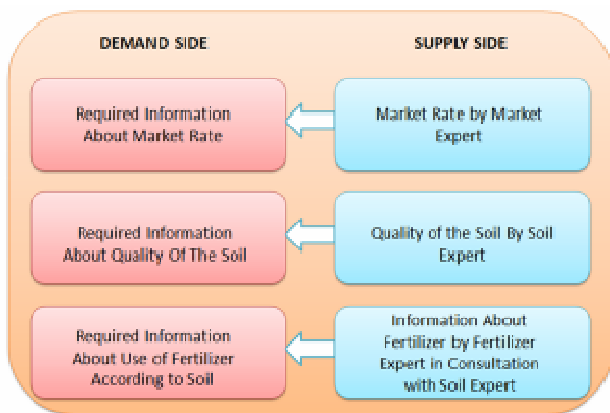 DEMAND SIDE
SUPPLY SIDE
Required Information
About Market Rate
Market Rate by Market
Expert
Required Information
About Quality Of The Soil
Quality of the Soil By Soil
Expert
Required Information
About Use of Fertilizer
According to Soil
Information About
Fertilizer by Fertilizer
Expert in Consultation
with Soil Expert